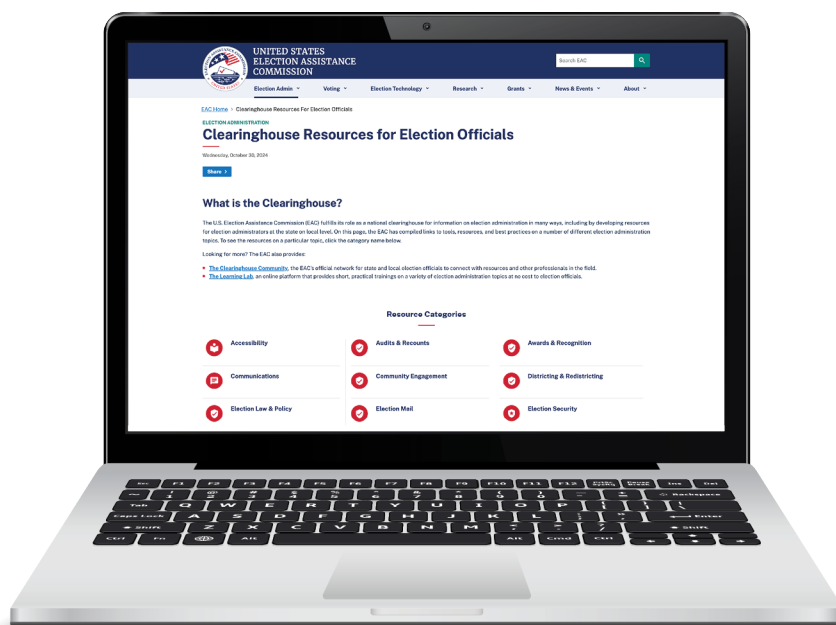 UNITED STATES
ELECTION ASSISTANCE
COMMISSION
Search EAC
Election Admin Voting Election Technology Research Grants News & Events About
EAC Home > Clearinghouse Resources For Election Officials
ELECTION ADMINISTRATION
Clearinghouse Resources for Election Officials
Wednesday, October 30, 2024
Share >
What is the Clearinghouse?
The U.S. Election Assistance Commission (EAC) fulfills its role as a national clearinghouse for information on election administration in many ways, including by developing resources
for election administrators at the state on local level. On this page, the EAC has compiled links to tools, resources, and best practices on a number of different election administration
topics. To see the resources on a particular topic, click the category name below.
Looking for more? The EAC also provides:
• The Clearinghouse Community, the EAC's official network for state and local election officials to connect with resources and other professionals in the field.
• The Learning Lab, an online platform that provides short, practical trainings on a variety of election administration topics at no cost to election officials.
Resource Categories
Accessibility Audits & Recounts Awards & Recognition
Communications Community Engagement Districting & Redistricting
Election Law & Policy Election Mail Election Security
F1 F2 F3 F4 F5 F6 F7 F8 F9 F10 F11 F12 Ins Del
1 2 3 4 5 6 7 8 9 0 Backspace
Tab Q W E R T Y U I O P
Caps Lock A S D F G H J K L Enter
Shift Z X C V B N M Shift
Ctrl Fn Alt Alt Cmd Ctrl